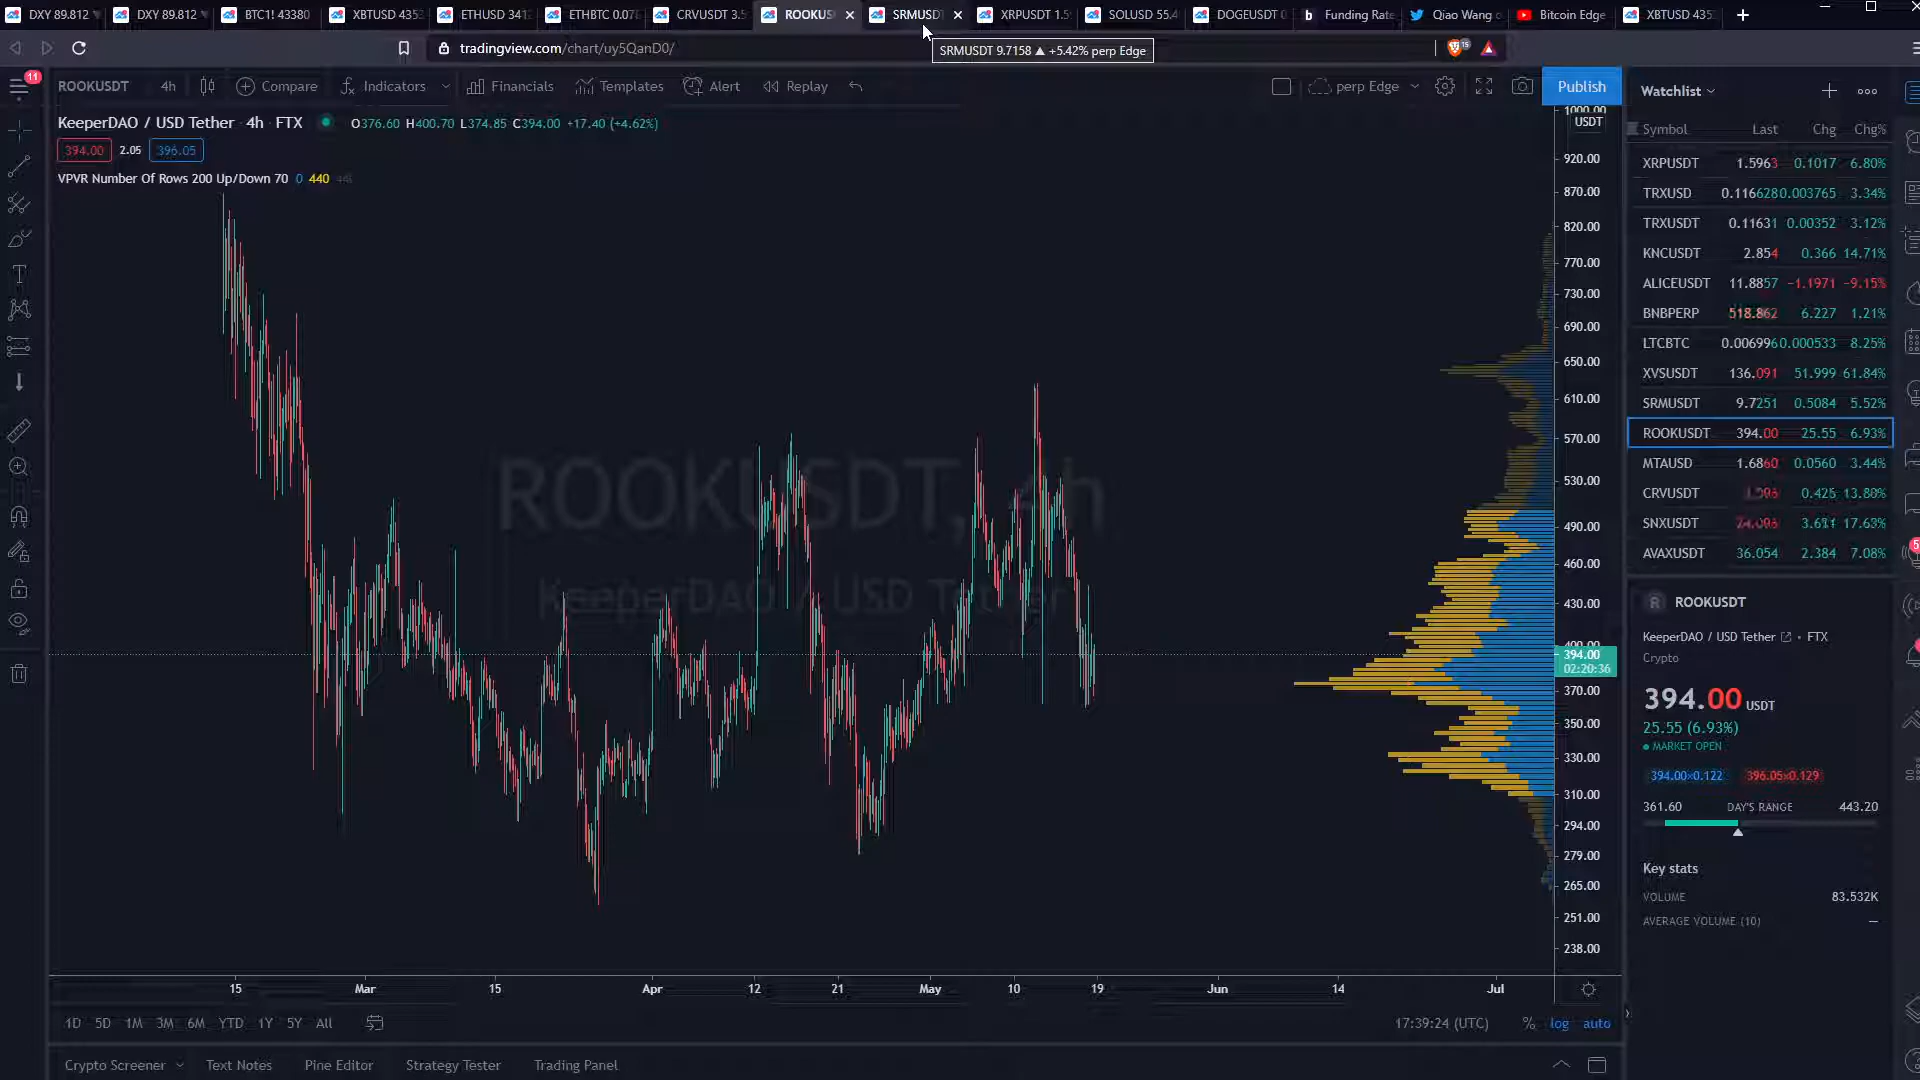 DXY 89.812
DXY 89.812
BTC1! 43380
XBTUSD 435
ETHUSD 341
ETHBTC 0.07
CRVUSDT 3.5
ROOKUS
SRMUSDT
XRPUSDT 1.5
SOLUSD 55.4
DOGEUSDT 0
Funding Rate
Qiao Wang
Bitcoin Edge
XBTUSD 435
tradingview.com/chart/uy5QanD0/
SRMUSDT 9.7158 ▲ +5.42% perp Edge
15
11
ROOKUSDT
4h
Compare
Indicators
Financials
Templates
Alert
Replay
perp Edge
Publish
KeeperDAO / USD Tether · 4h · FTX
O376.60 H400.70 L374.85 C394.00 +17.40 (+4.62%)
394.00 2.05 396.05
VPVR Number Of Rows 200 Up/Down 70 0 440
ROOKUSDT, 4h
KeeperDAO / USD Tether
1000.00
USDT
920.00
870.00
820.00
770.00
730.00
690.00
650.00
610.00
570.00
530.00
490.00
460.00
430.00
400.00
394.00
02:20:36
370.00
350.00
330.00
310.00
294.00
279.00
265.00
251.00
238.00
15 Mar 15 Apr 12 21 May 10 19 Jun 14 Jul
1D 5D 1M 3M 6M YTD 1Y 5Y All
17:39:24 (UTC) % log auto
Crypto Screener
Text Notes
Pine Editor
Strategy Tester
Trading Panel
Watchlist
Symbol Last Chg Chg%
XRPUSDT 1.5963 0.1017 6.80%
TRXUSD 0.116628 0.003765 3.34%
TRXUSDT 0.11631 0.00352 3.12%
KNCUSDT 2.854 0.366 14.71%
ALICEUSDT 11.8857 −1.1971 −9.15%
BNBPERP 518.862 6.227 1.21%
LTCBTC 0.006996 0.000533 8.25%
XVSUSDT 136.091 51.999 61.84%
SRMUSDT 9.7251 0.5084 5.52%
ROOKUSDT 394.00 25.55 6.93%
MTAUSD 1.6860 0.0560 3.44%
CRVUSDT 0.425 13.80%
SNXUSDT 17.63%
AVAXUSDT 36.054 2.384 7.08%
R ROOKUSDT
KeeperDAO / USD Tether • FTX
Crypto
394.00 USDT
25.55 (6.93%)
MARKET OPEN
394.00×0.122 396.05×0.129
361.60 DAY'S RANGE 443.20
Key stats
VOLUME 83.532K
AVERAGE VOLUME (10) —
5